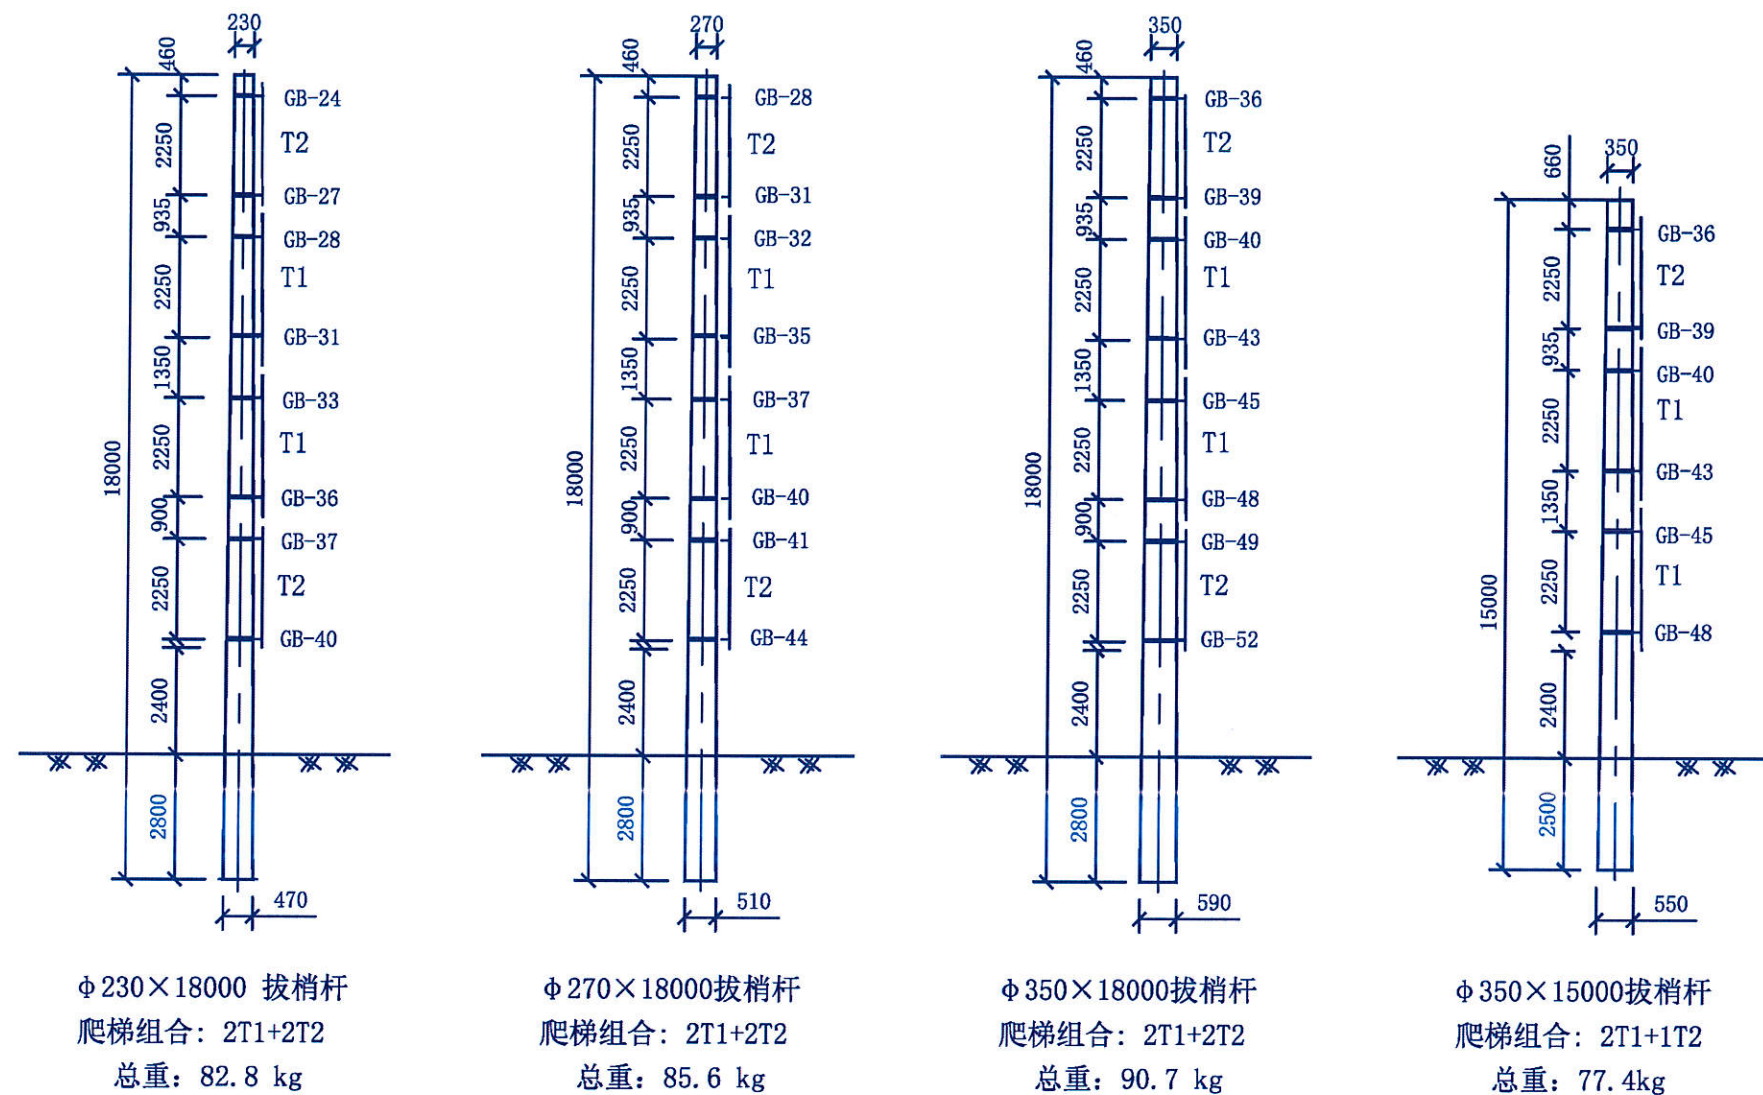 230
460
18000
2250
935
2250
1350
2250
900
2250
2400
2800
GB-24
T2
GB-27
GB-28
T1
GB-31
GB-33
T1
GB-36
GB-37
T2
GB-40
470
φ230×18000 拔梢杆
爬梯组合: 2T1+2T2
总重: 82.8 kg
270
460
18000
2250
935
2250
1350
2250
900
2250
2400
2800
GB-28
T2
GB-31
GB-32
T1
GB-35
GB-37
T1
GB-40
GB-41
T2
GB-44
510
φ270×18000拔梢杆
爬梯组合: 2T1+2T2
总重: 85.6 kg
350
460
18000
2250
935
2250
1350
2250
900
2250
2400
2800
GB-36
T2
GB-39
GB-40
T1
GB-43
GB-45
T1
GB-48
GB-49
T2
GB-52
590
φ350×18000拔梢杆
爬梯组合: 2T1+2T2
总重: 90.7 kg
350
660
15000
2250
935
2250
1350
2250
2400
2500
GB-36
T2
GB-39
GB-40
T1
GB-43
GB-45
T1
GB-48
550
φ350×15000拔梢杆
爬梯组合: 2T1+1T2
总重: 77.4kg